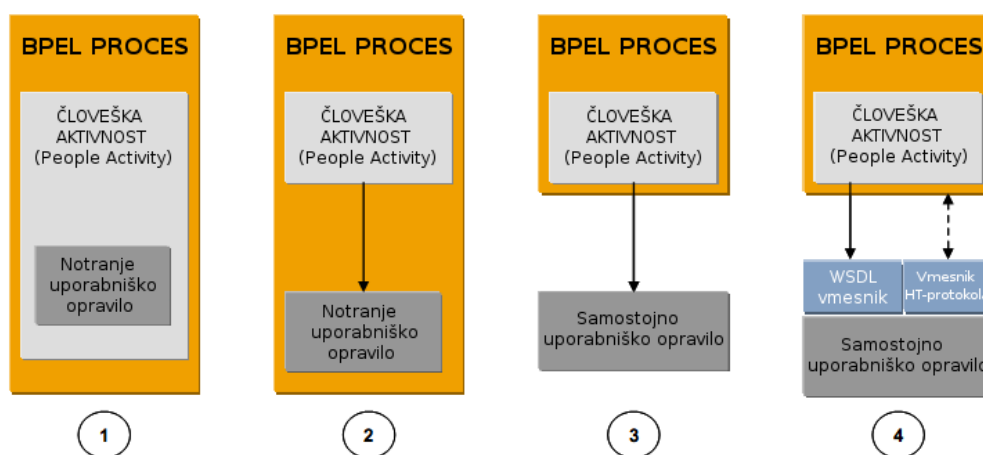 BPEL PROCES
ČLOVEŠKA
AKTIVNOST
(People Activity)
Notranje
uporabniško
opravilo
1
BPEL PROCES
ČLOVEŠKA
AKTIVNOST
(People Activity)
Notranje
uporabniško
opravilo
2
BPEL PROCES
ČLOVEŠKA
AKTIVNOST
(People Activity)
Samostojno
uporabniško opravilo
3
BPEL PROCES
ČLOVEŠKA
AKTIVNOST
(People Activity)
WSDL
vmesnik
Vmesnik
HT-protokola
Samostojno
uporabniško opravilo
4